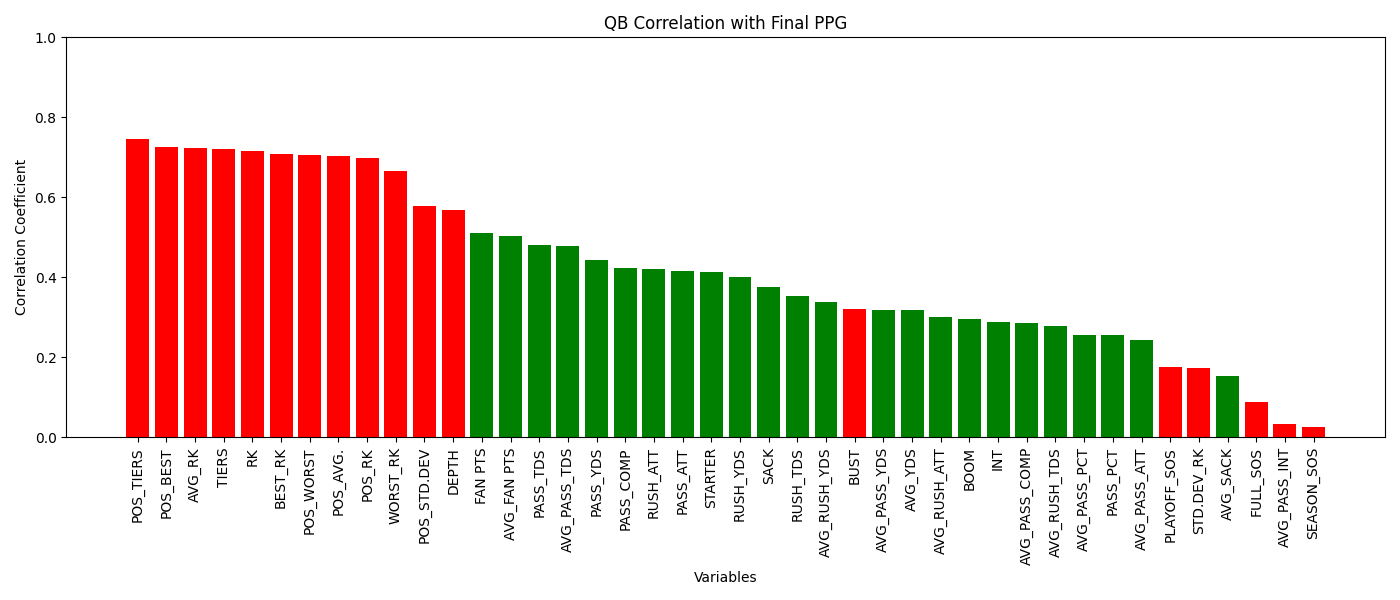 QB Correlation with Final PPG
Correlation Coefficient
1.0
0.8
0.6
0.4
0.2
0.0
POS_TIERS
POS_BEST
AVG_RK
TIERS
RK
BEST_RK
POS_WORST
POS_AVG.
POS_RK
WORST_RK
POS_STD.DEV
DEPTH
FAN PTS
AVG_FAN PTS
PASS_TDS
AVG_PASS_TDS
PASS_YDS
PASS_COMP
RUSH_ATT
PASS_ATT
STARTER
RUSH_YDS
SACK
RUSH_TDS
AVG_RUSH_YDS
BUST
AVG_PASS_YDS
AVG_YDS
AVG_RUSH_ATT
BOOM
INT
AVG_PASS_COMP
AVG_RUSH_TDS
AVG_PASS_PCT
PASS_PCT
AVG_PASS_ATT
PLAYOFF_SOS
STD.DEV_RK
AVG_SACK
FULL_SOS
AVG_PASS_INT
SEASON_SOS
Variables